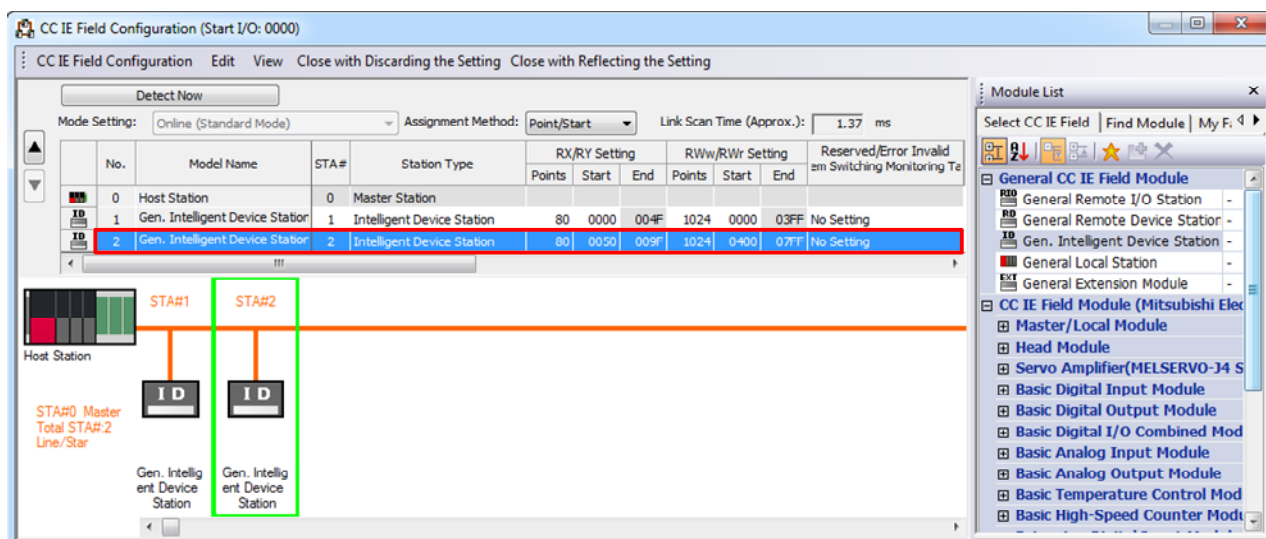 CC IE Field Configuration (Start I/O: 0000)
CC IE Field Configuration Edit View Close with Discarding the Setting Close with Reflecting the Setting
Detect Now
Mode Setting: Online (Standard Mode) Assignment Method: Point/Start Link Scan Time (Approx.): 1.37 ms
No. Model Name STA# Station Type RX/RY Setting RWw/RWr Setting Reserved/Error Invalid
em Switching Monitoring Ta
Points Start End Points Start End
0 Host Station 0 Master Station
1 Gen. Intelligent Device Station 1 Intelligent Device Station 80 0000 004F 1024 0000 03FF No Setting
2 Gen. Intelligent Device Station 2 Intelligent Device Station 80 0050 009F 1024 0400 07FF No Setting
STA#1 STA#2
Host Station
I D I D
STA#0 Master
Total STA#:2
Line/Star
Gen. Intellig
ent Device
Station
Gen. Intellig
ent Device
Station
Module List
Select CC IE Field Find Module My F
General CC IE Field Module
RIO General Remote I/O Station -
RD General Remote Device Station -
ID Gen. Intelligent Device Station -
General Local Station -
EXT General Extension Module -
CC IE Field Module (Mitsubishi Elec
Master/Local Module
Head Module
Servo Amplifier(MELSERVO-J4 S
Basic Digital Input Module
Basic Digital Output Module
Basic Digital I/O Combined Mod
Basic Analog Input Module
Basic Analog Output Module
Basic Temperature Control Mod
Basic High-Speed Counter Modu